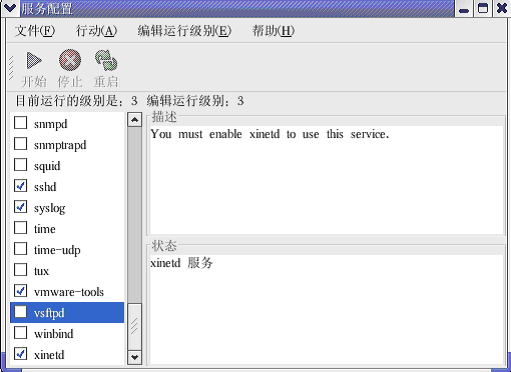 服务配置
文件(F) 行动(A) 编辑运行级别(E) 帮助(H)
开始 停止 重启
目前运行的级别是：3 编辑运行级别：3
snmpd
snmptrapd
squid
sshd
syslog
time
time-udp
tux
vmware-tools
vsftpd
winbind
xinetd
描述
You must enable xinetd to use this service.
状态
xinetd 服务